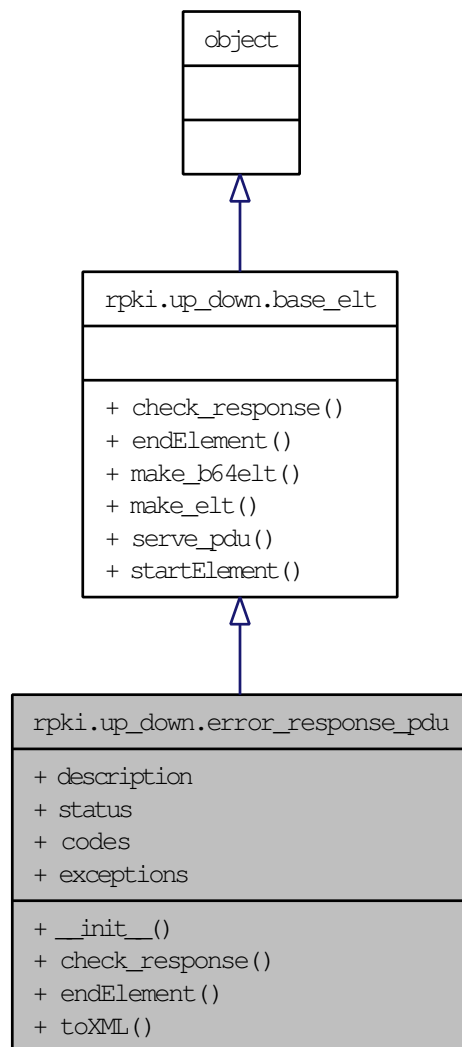 object
rpki.up_down.base_elt
+ check_response()
+ endElement()
+ make_b64elt()
+ make_elt()
+ serve_pdu()
+ startElement()
rpki.up_down.error_response_pdu
+ description
+ status
+ codes
+ exceptions
+ __init__()
+ check_response()
+ endElement()
+ toXML()